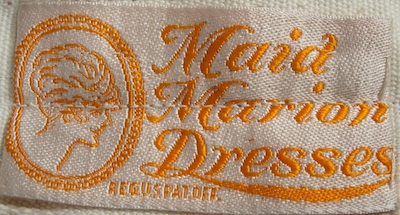 Maid
Marion
Dresses
REG.U.S.PAT.OFF.